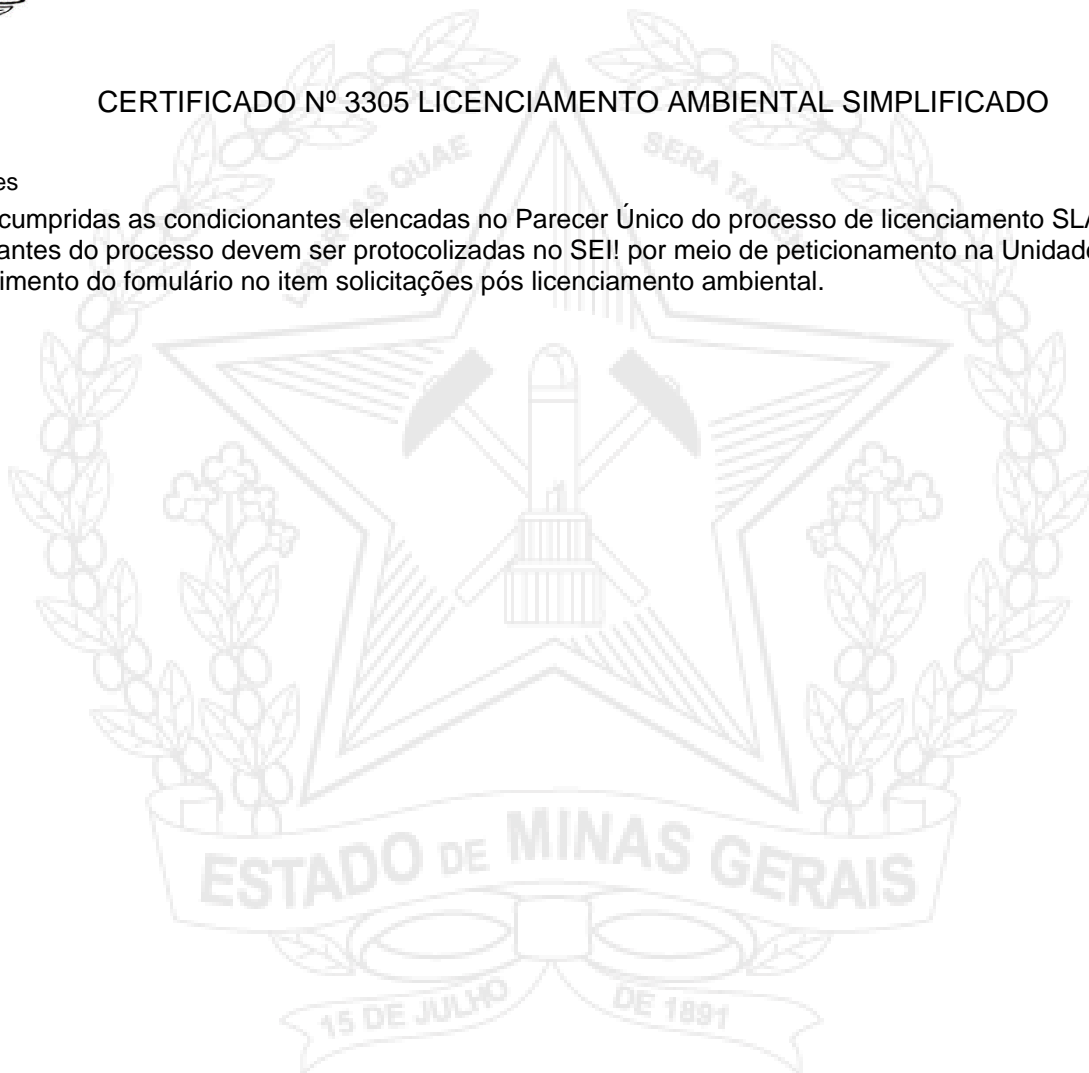 CERTIFICADO Nº 3305 LICENCIAMENTO AMBIENTAL SIMPLIFICADO
es
cumpridas as condicionantes elencadas no Parecer Único do processo de licenciamento SLA
antes do processo devem ser protocolizadas no SEI! por meio de peticionamento na Unidade
imento do fomulário no item solicitações pós licenciamento ambiental.
QUAE SERA TAMEN
ESTADO DE MINAS GERAIS
15 DE JULHO DE 1891